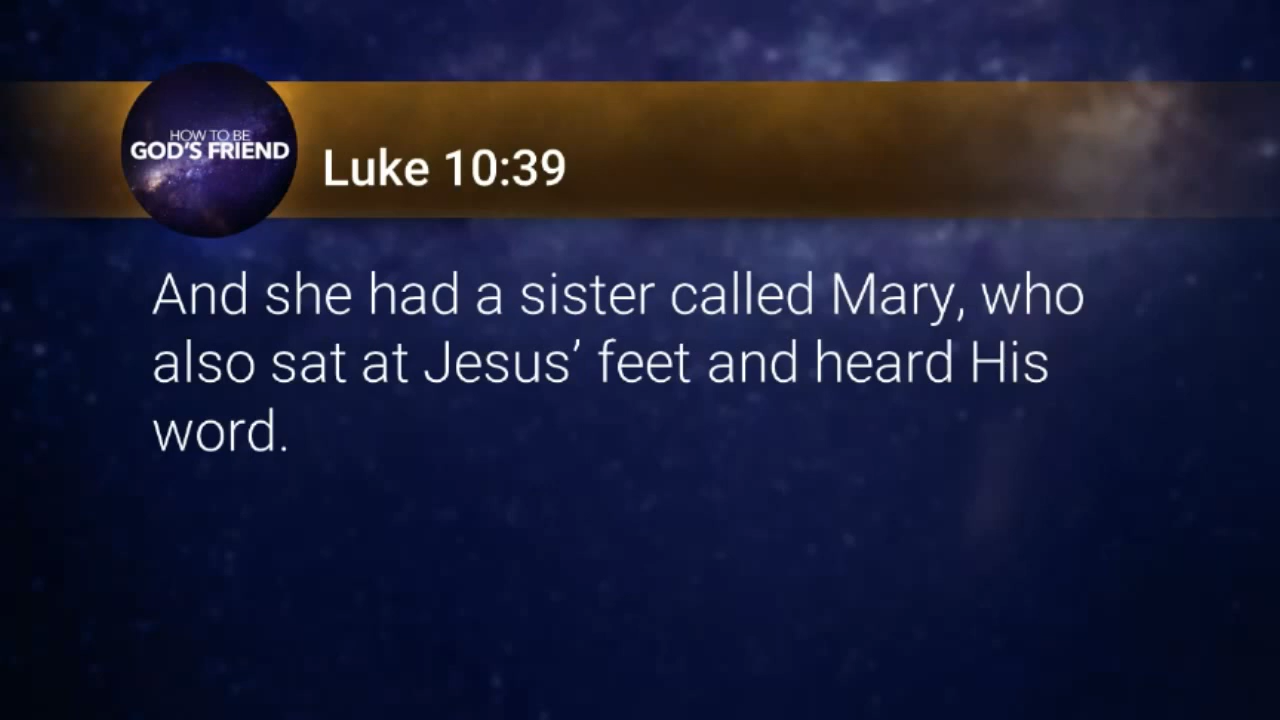 HOW TO BE
GOD'S FRIEND
Luke 10:39
And she had a sister called Mary, who
also sat at Jesus’ feet and heard His
word.